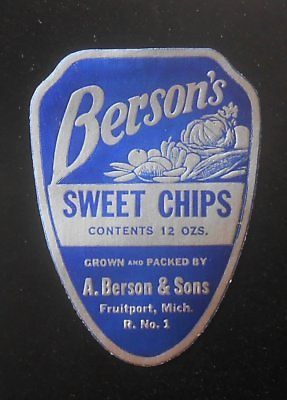 Berson's
SWEET CHIPS
CONTENTS 12 OZS.
GROWN AND PACKED BY
A. Berson & Sons
Fruitport, Mich.
R. No. 1